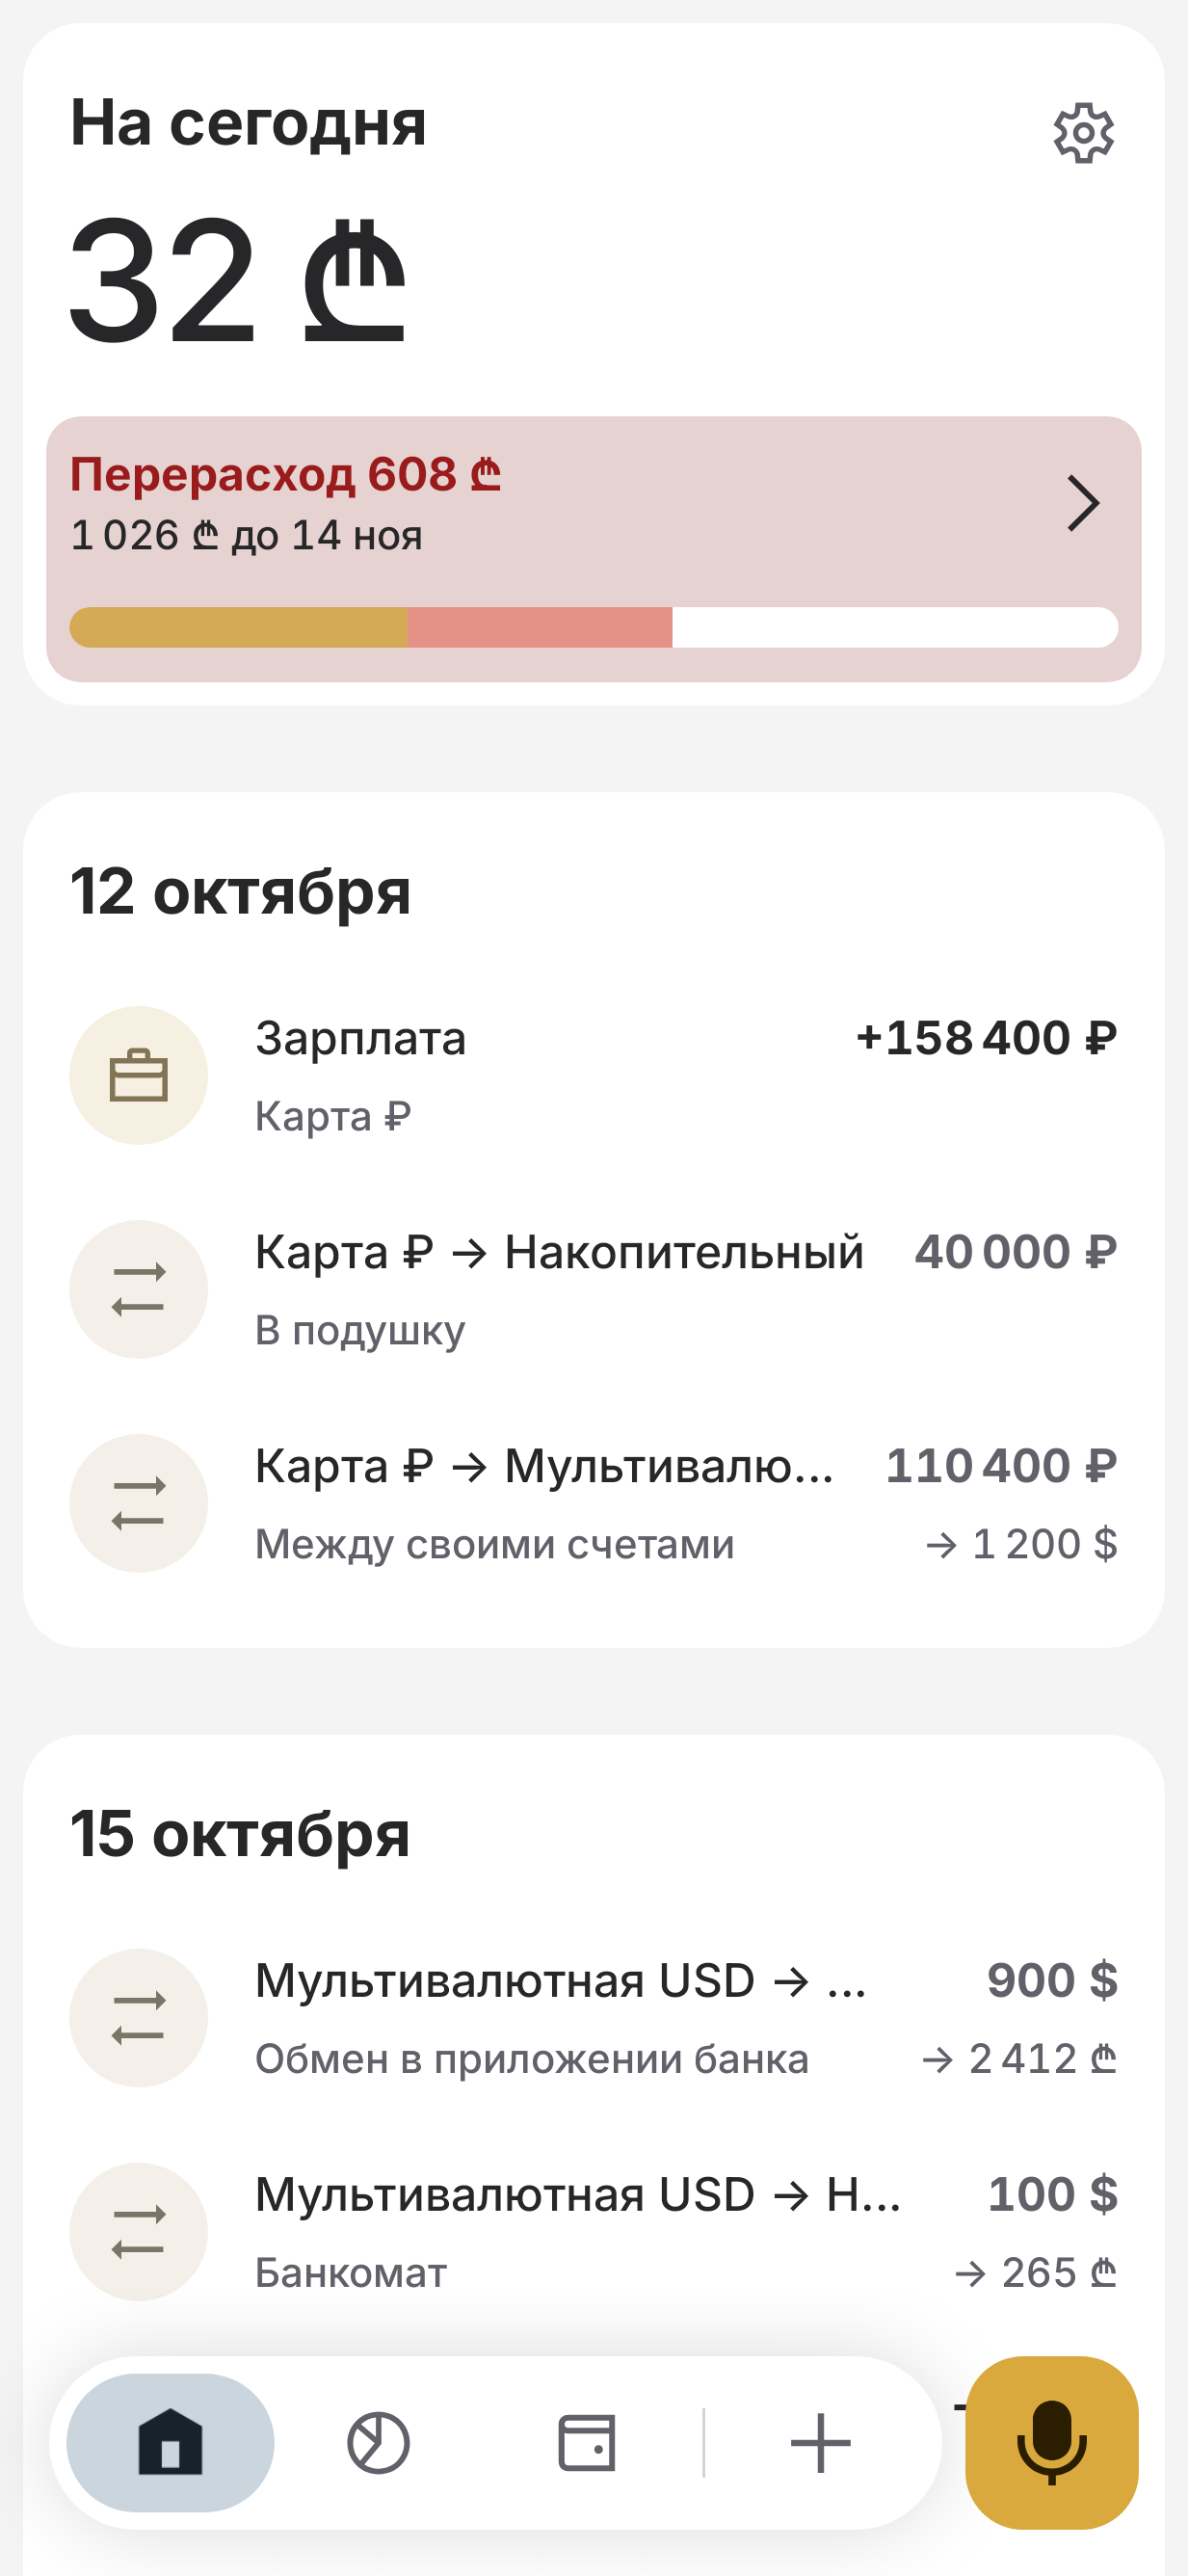 На сегодня
32 ₾
Перерасход 608 ₾
1 026 ₾ до 14 ноя
12 октября
Зарплата +158 400 ₽
Карта ₽
Карта ₽ → Накопительный 40 000 ₽
В подушку
Карта ₽ → Мультивалю... 110 400 ₽
Между своими счетами → 1 200 $
15 октября
Мультивалютная USD → ... 900 $
Обмен в приложении банка → 2 412 ₾
Мультивалютная USD → Н... 100 $
Банкомат → 265 ₾